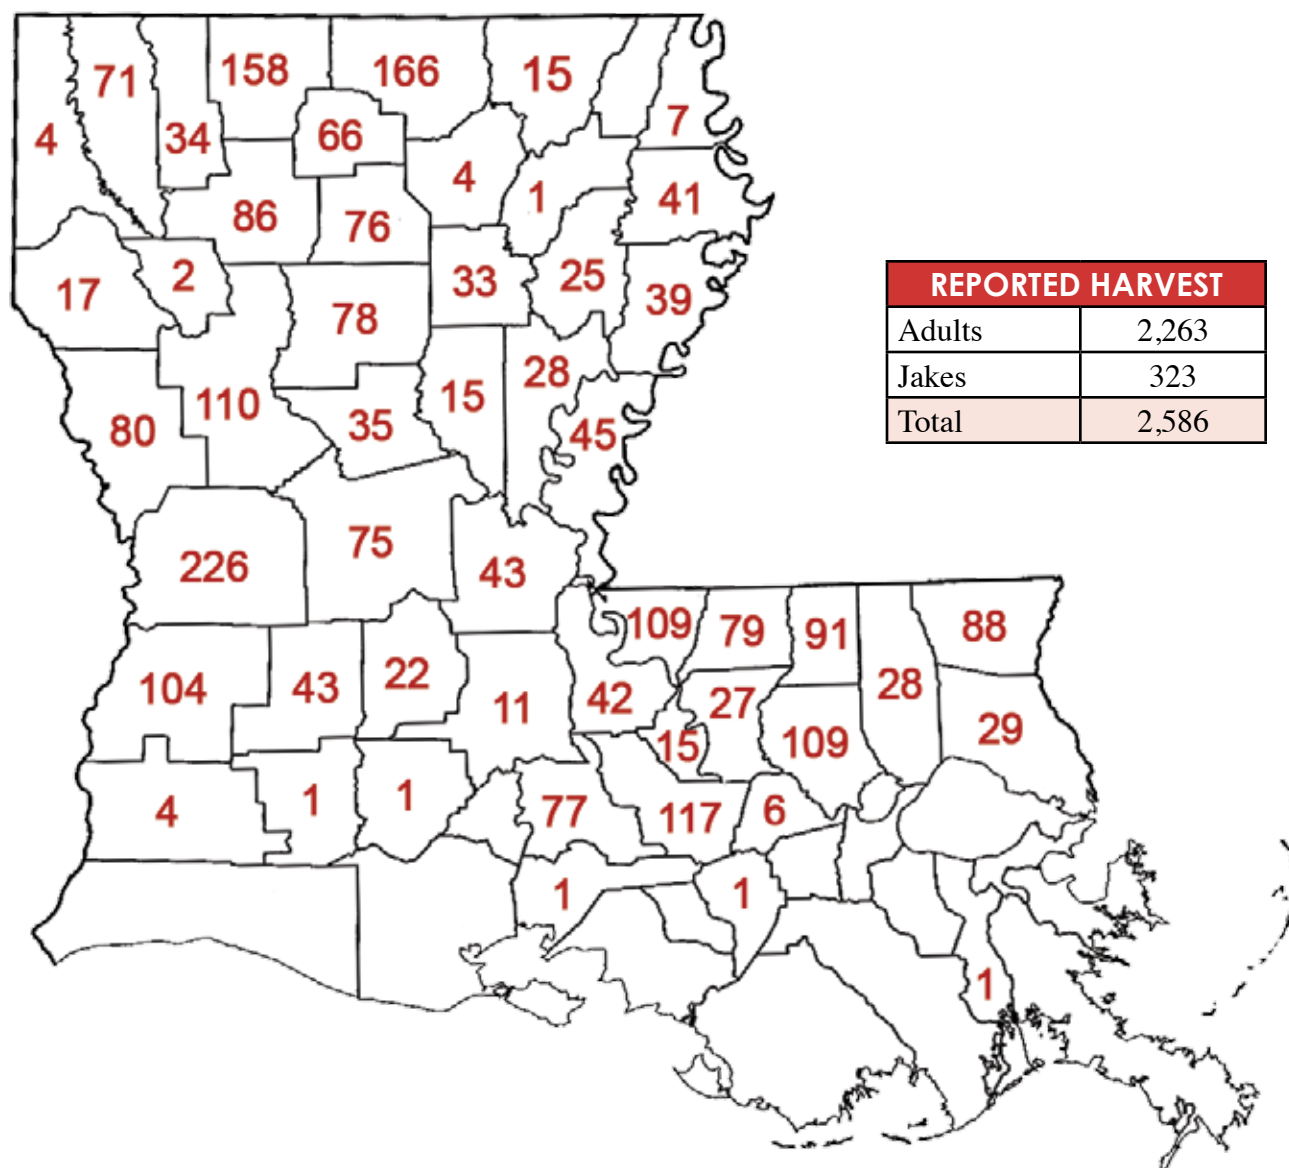 71 158 166 15
4 34 66 7
86 76 4 1 41
17 2 78 33 25 39
REPORTED HARVEST
Adults 2,263
Jakes 323
Total 2,586
80 110 35 15 28 45
226 75 43
109 79 91 88
104 43 22 11 42 27 28
15 109 29
4 1 1 77 117 6
1 1
1